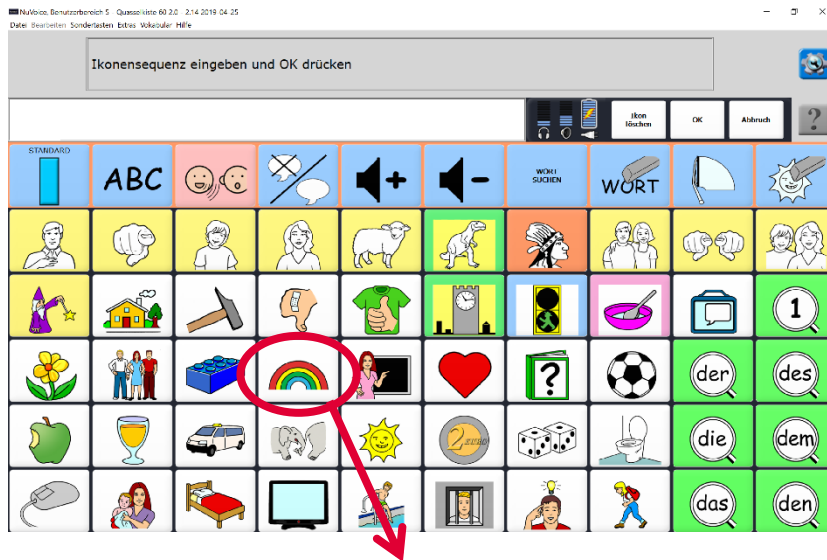 NuVoice, Benutzerbereich 5 Quasselkiste 60 2.0 2.14 2019-04-25
Datei Bearbeiten Sondertasten Extras Vokabular Hilfe
Ikonensequenz eingeben und OK drücken
Ikon löschen OK Abbruch ?
STANDARD
ABC + - WORT SUCHEN WORT
1
? der des
2 EURO die dem
das den